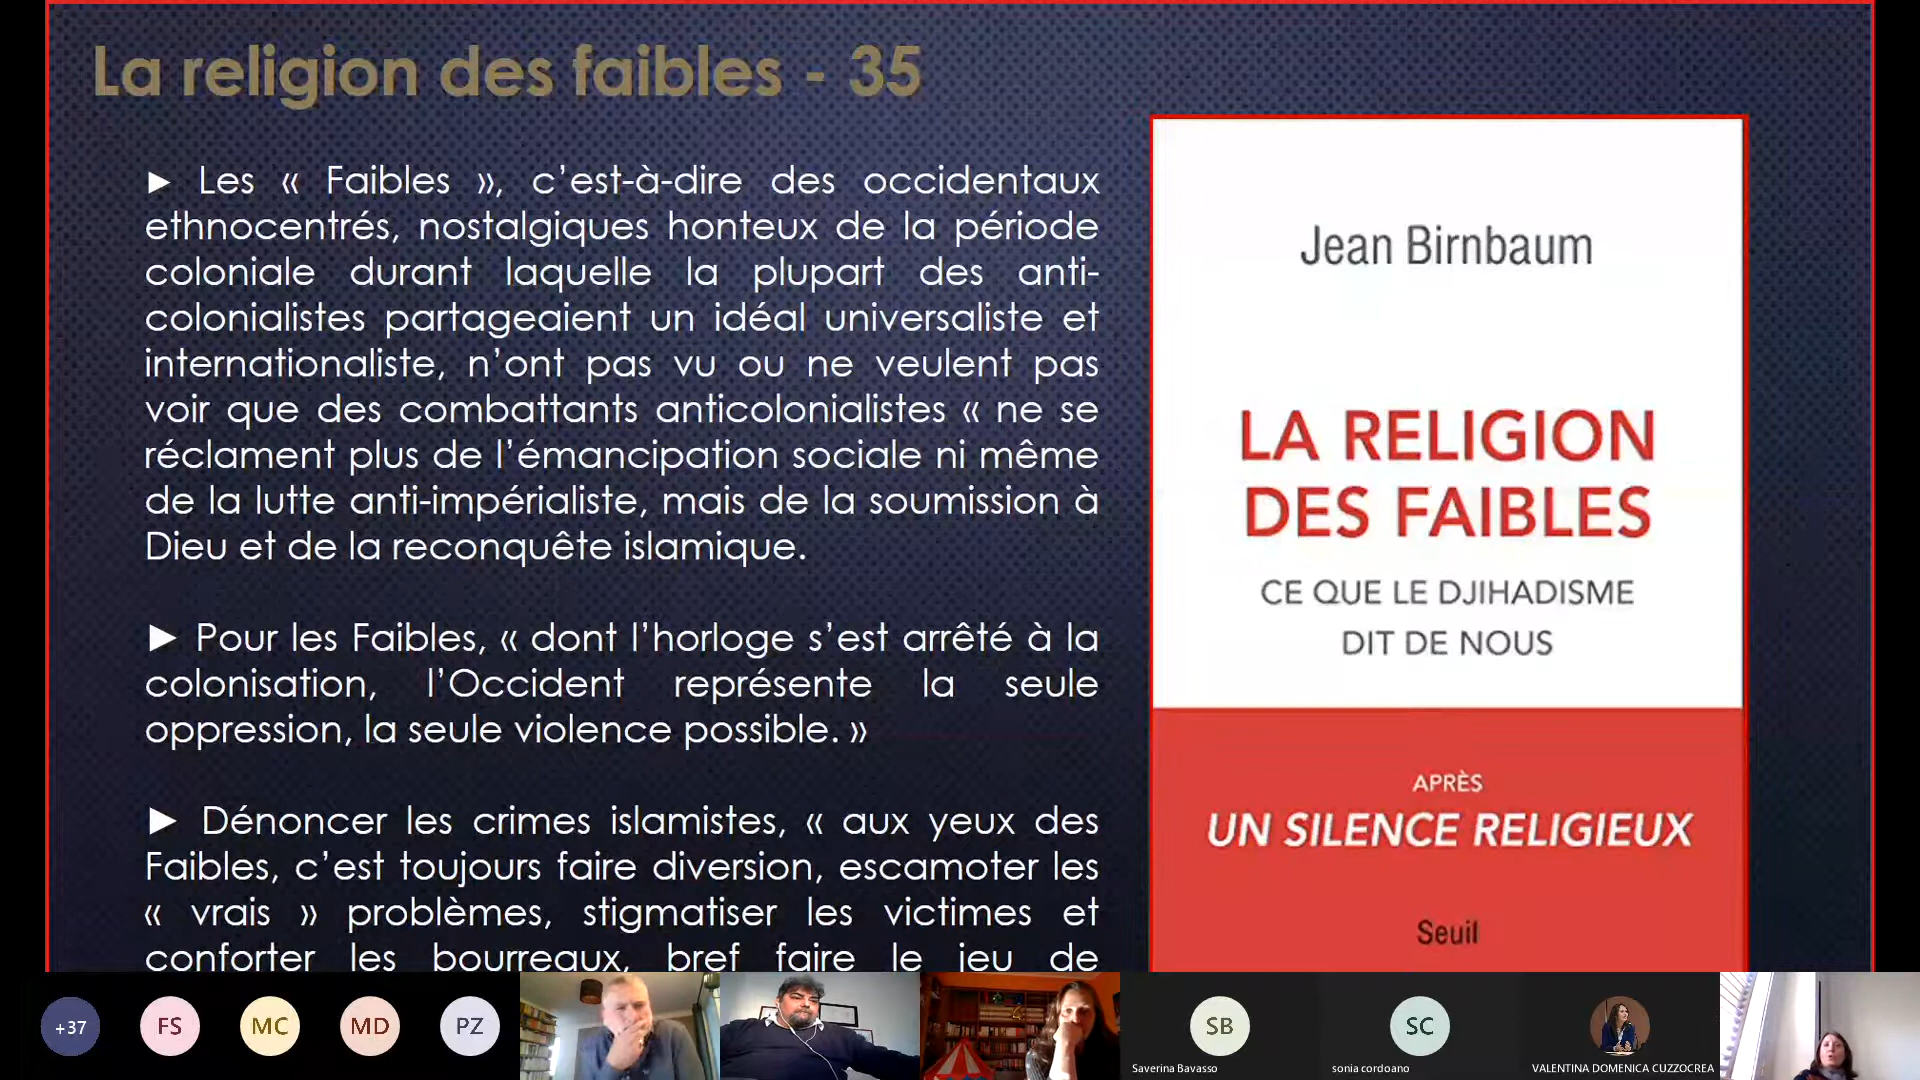 La religion des faibles - 35
► Les « Faibles », c’est-à-dire des occidentaux
ethnocentrés, nostalgiques honteux de la période
coloniale durant laquelle la plupart des anti-
colonialistes partageaient un idéal universaliste et
internationaliste, n’ont pas vu ou ne veulent pas
voir que des combattants anticolonialistes « ne se
réclament plus de l’émancipation sociale ni même
de la lutte anti-impérialiste, mais de la soumission à
Dieu et de la reconquête islamique.
► Pour les Faibles, « dont l’horloge s’est arrêté à la
colonisation, l’Occident représente la seule
oppression, la seule violence possible. »
► Dénoncer les crimes islamistes, « aux yeux des
Faibles, c’est toujours faire diversion, escamoter les
« vrais » problèmes, stigmatiser les victimes et
conforter les bourreaux, bref faire le jeu de
Jean Birnbaum
LA RELIGION
DES FAIBLES
CE QUE LE DJIHADISME
DIT DE NOUS
APRÈS
UN SILENCE RELIGIEUX
Seuil
+37
FS
MC
MD
PZ
SB
Saverina Bavasso
SC
sonia cordoano
VALENTINA DOMENICA CUZZOCREA